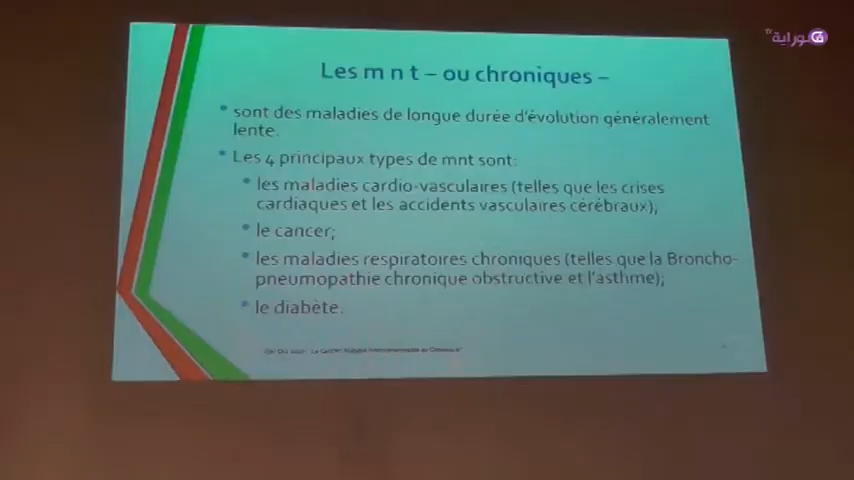 قوراية TV
Les m n t – ou chroniques –
• sont des maladies de longue durée d'évolution généralement
lente.
• Les 4 principaux types de mnt sont:
• les maladies cardio-vasculaires (telles que les crises
cardiaques et les accidents vasculaires cérébraux);
• le cancer;
• les maladies respiratoires chroniques (telles que la Broncho-
pneumopathie chronique obstructive et l'asthme);
• le diabète.